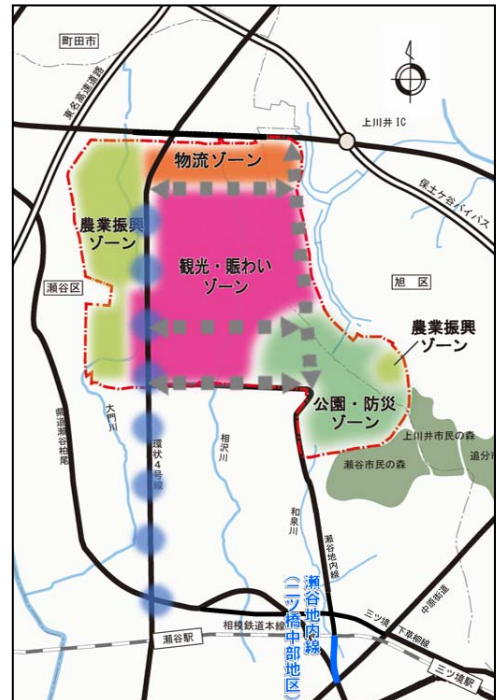 町田市
東名高速道路
上川井 IC
保土ケ谷バイパス
物流ゾーン
農業振興
ゾーン
観光・賑わい
ゾーン
瀬谷区
旭 区
農業振興
ゾーン
公園・防災
ゾーン
上川井市民の森
追分市
瀬谷市民の森
県道瀬谷柏尾
大門川
環状4号線
相沢川
和泉川
瀬谷地内線
中原街道
瀬谷地内線
(二ツ橋中部地区)
三ツ境下草柳線
相模鉄道本線
瀬谷駅
三ツ境駅